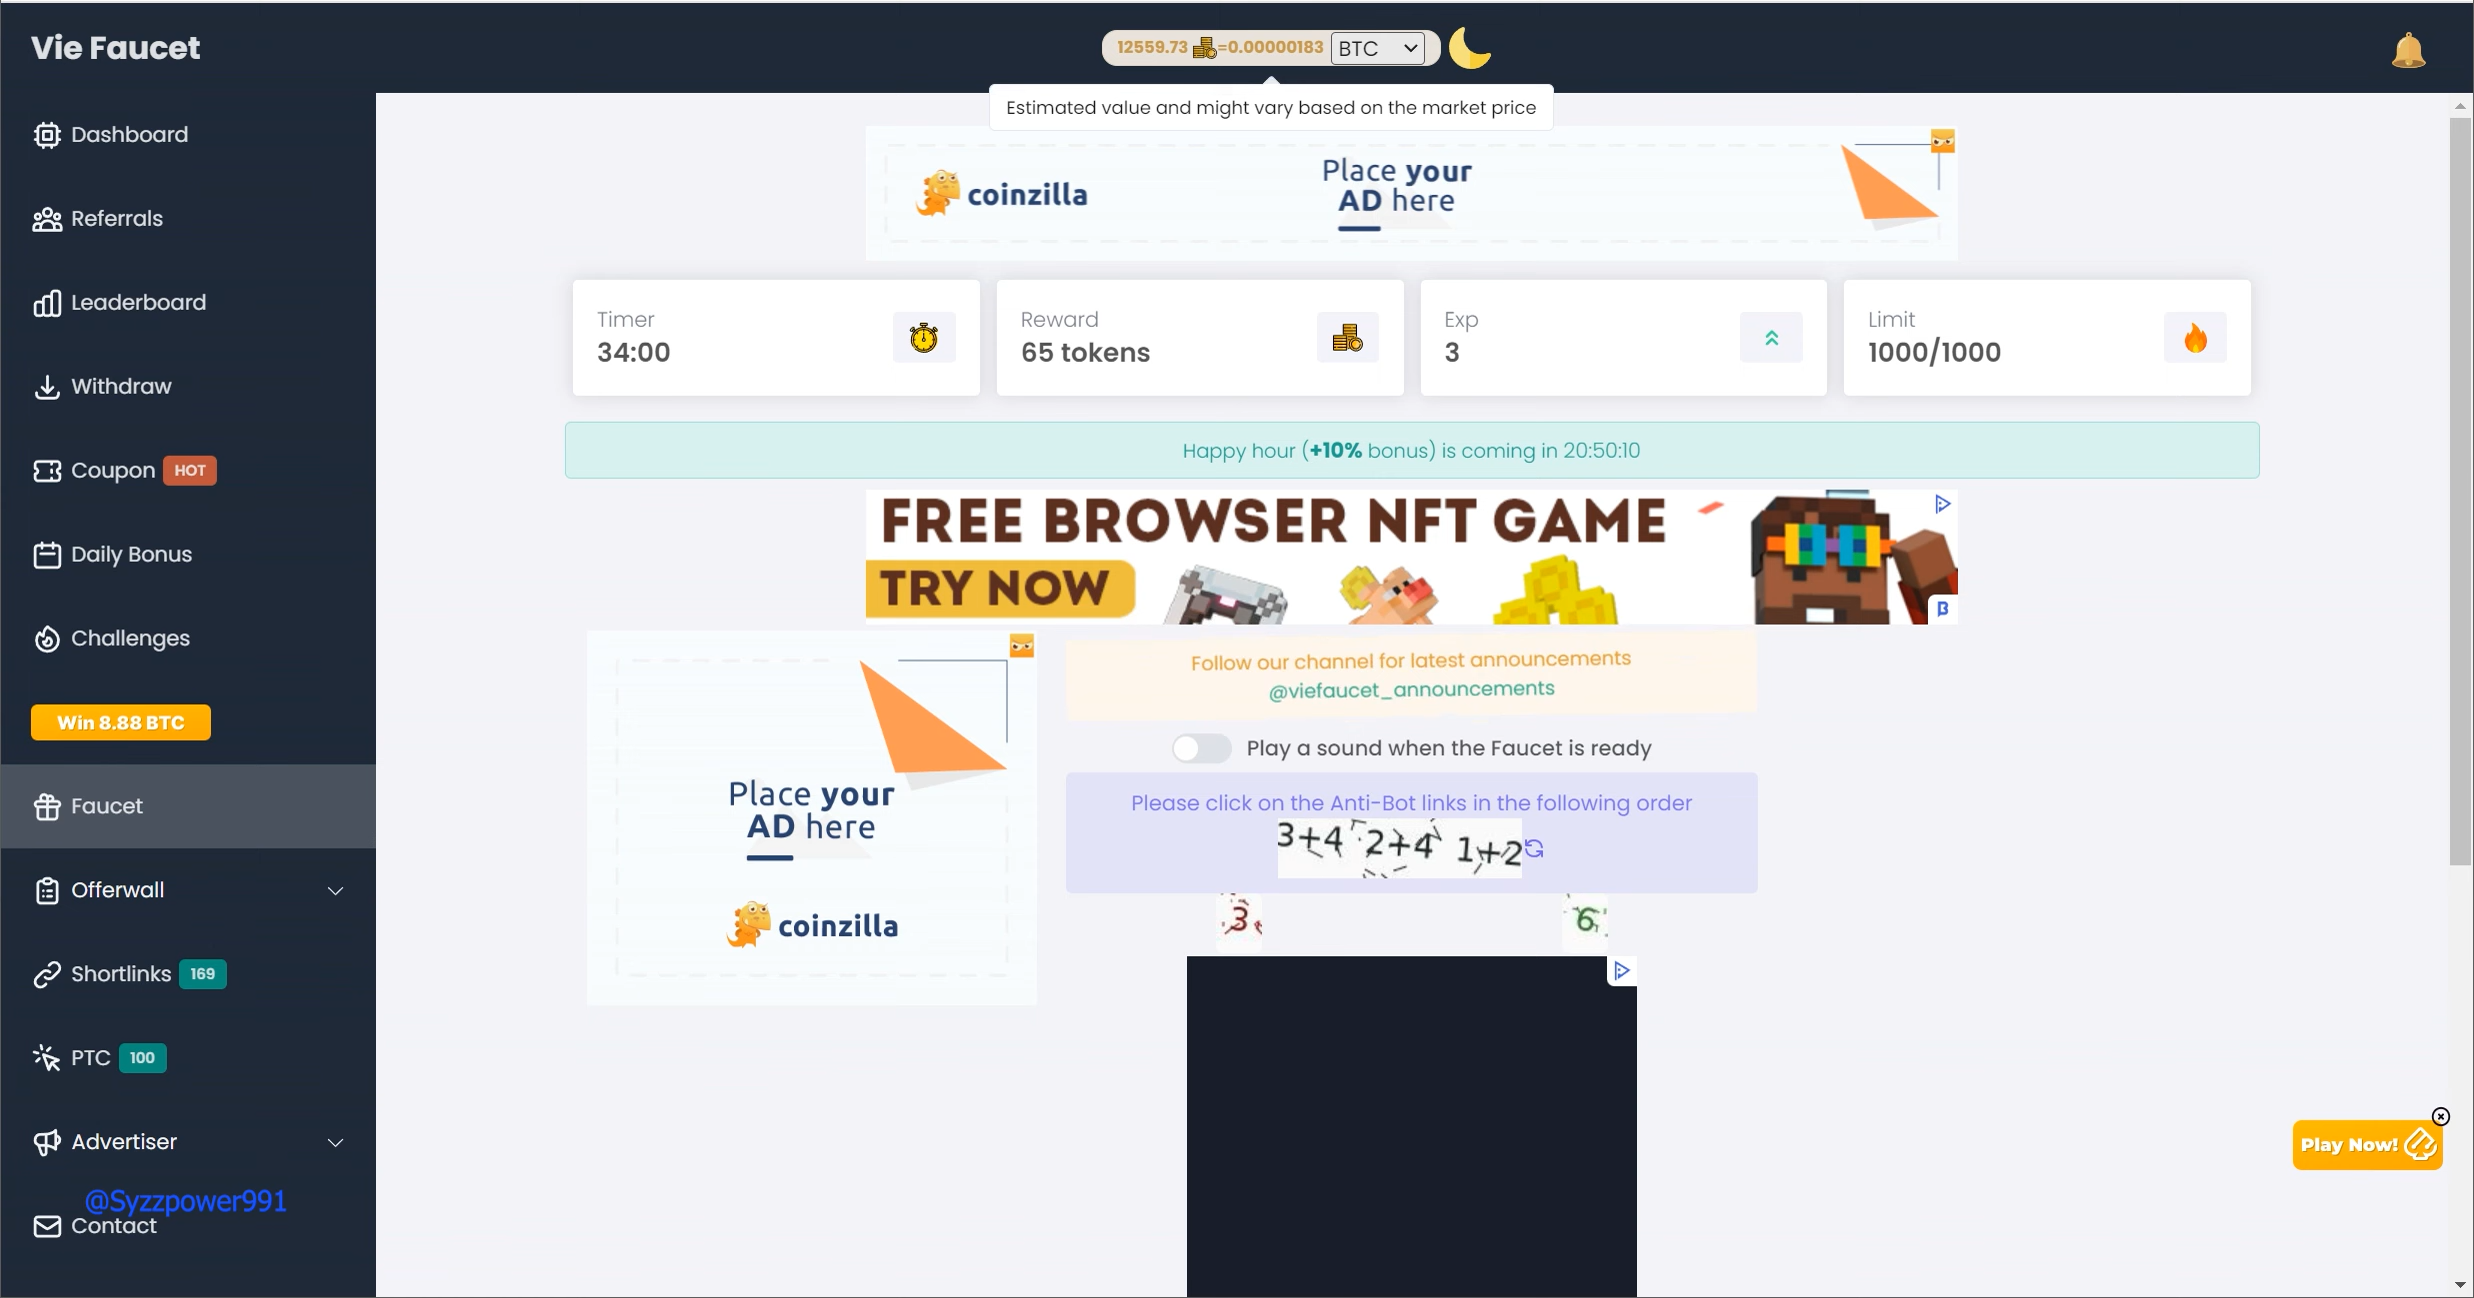 Vie Faucet
12559.73 =0.00000183 BTC
Estimated value and might vary based on the market price
Dashboard
Referrals
Leaderboard
Withdraw
Coupon HOT
Daily Bonus
Challenges
Win 8.88 BTC
Faucet
Offerwall
Shortlinks 169
PTC 100
Advertiser
@Syzzpower991
Contact
coinzilla
Place your
AD here
Timer
34:00
Reward
65 tokens
Exp
3
Limit
1000/1000
Happy hour (+10% bonus) is coming in 20:50:10
FREE BROWSER NFT GAME
TRY NOW
Place your
AD here
coinzilla
Follow our channel for latest announcements
@viefaucet_announcements
Play a sound when the Faucet is ready
Please click on the Anti-Bot links in the following order
3+4 2+4 1+2
3 6
Play Now!